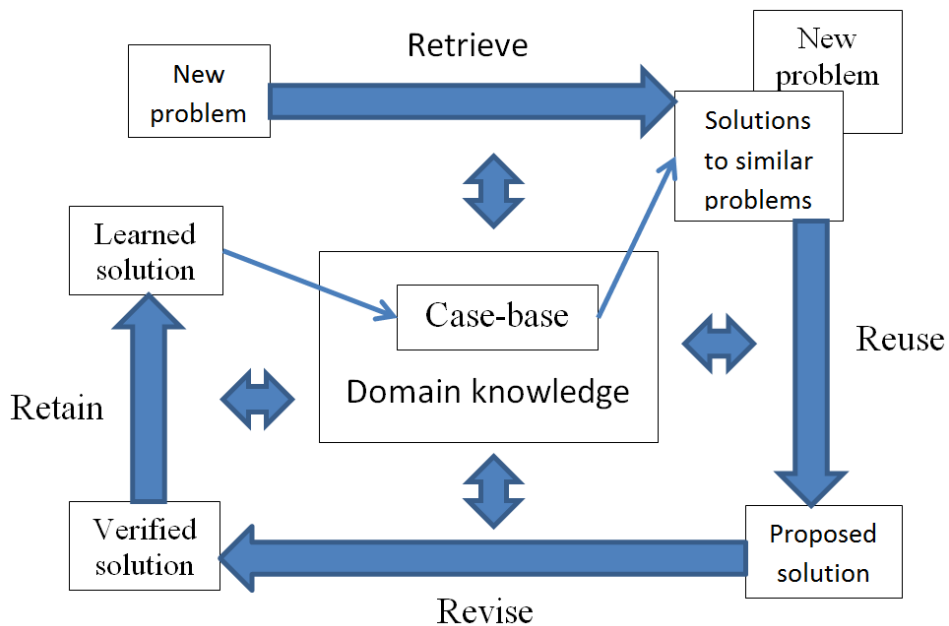 Retrieve
New
problem
New
problem
Solutions
to similar
problems
Learned
solution
Case-base
Domain knowledge
Reuse
Retain
Verified
solution
Proposed
solution
Revise